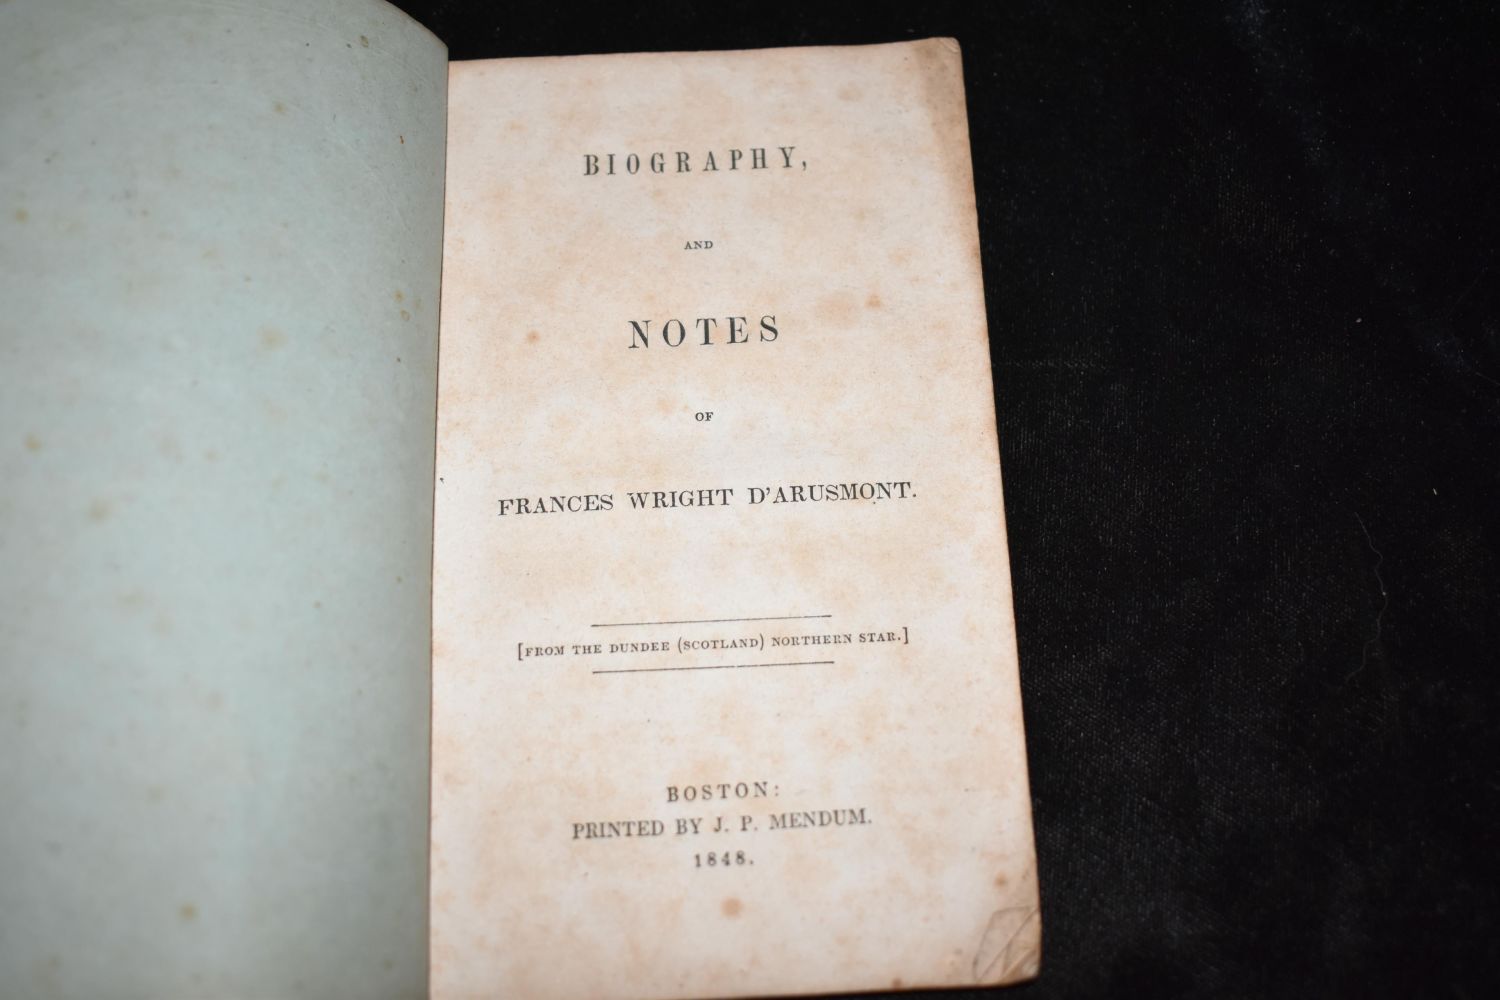 BIOGRAPHY,
AND
NOTES
OF
FRANCES WRIGHT D'ARUSMONT.
[FROM THE DUNDEE (SCOTLAND) NORTHERN STAR.]
BOSTON:
PRINTED BY J. P. MENDUM.
1848.